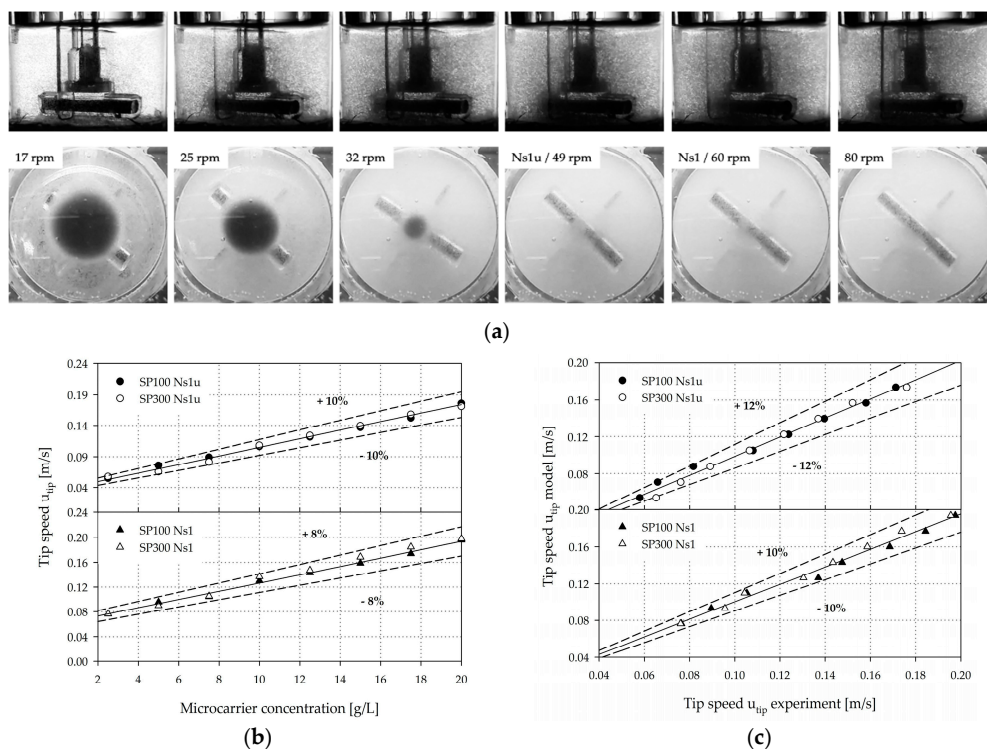 17 rpm
25 rpm
32 rpm
Ns1u / 49 rpm
Ns1 / 60 rpm
80 rpm
(a)
0.24
0.19
0.14
0.09
0.04
SP100 Ns1u
SP300 Ns1u
+ 10%
- 10%
0.24
0.20
0.16
0.12
0.08
0.04
0.00
SP100 Ns1
SP300 Ns1
+ 8%
- 8%
Tip speed utip [m/s]
2 4 6 8 10 12 14 16 18 20
Microcarrier concentration [g/L]
(b)
0.20
0.16
0.12
0.08
SP100 Ns1u
SP300 Ns1u
+ 12%
- 12%
0.20
0.16
0.12
0.08
0.04
SP100 Ns1
SP300 Ns1
+ 10%
- 10%
Tip speed utip model [m/s]
0.04 0.06 0.08 0.10 0.12 0.14 0.16 0.18 0.20
Tip speed utip experiment [m/s]
(c)